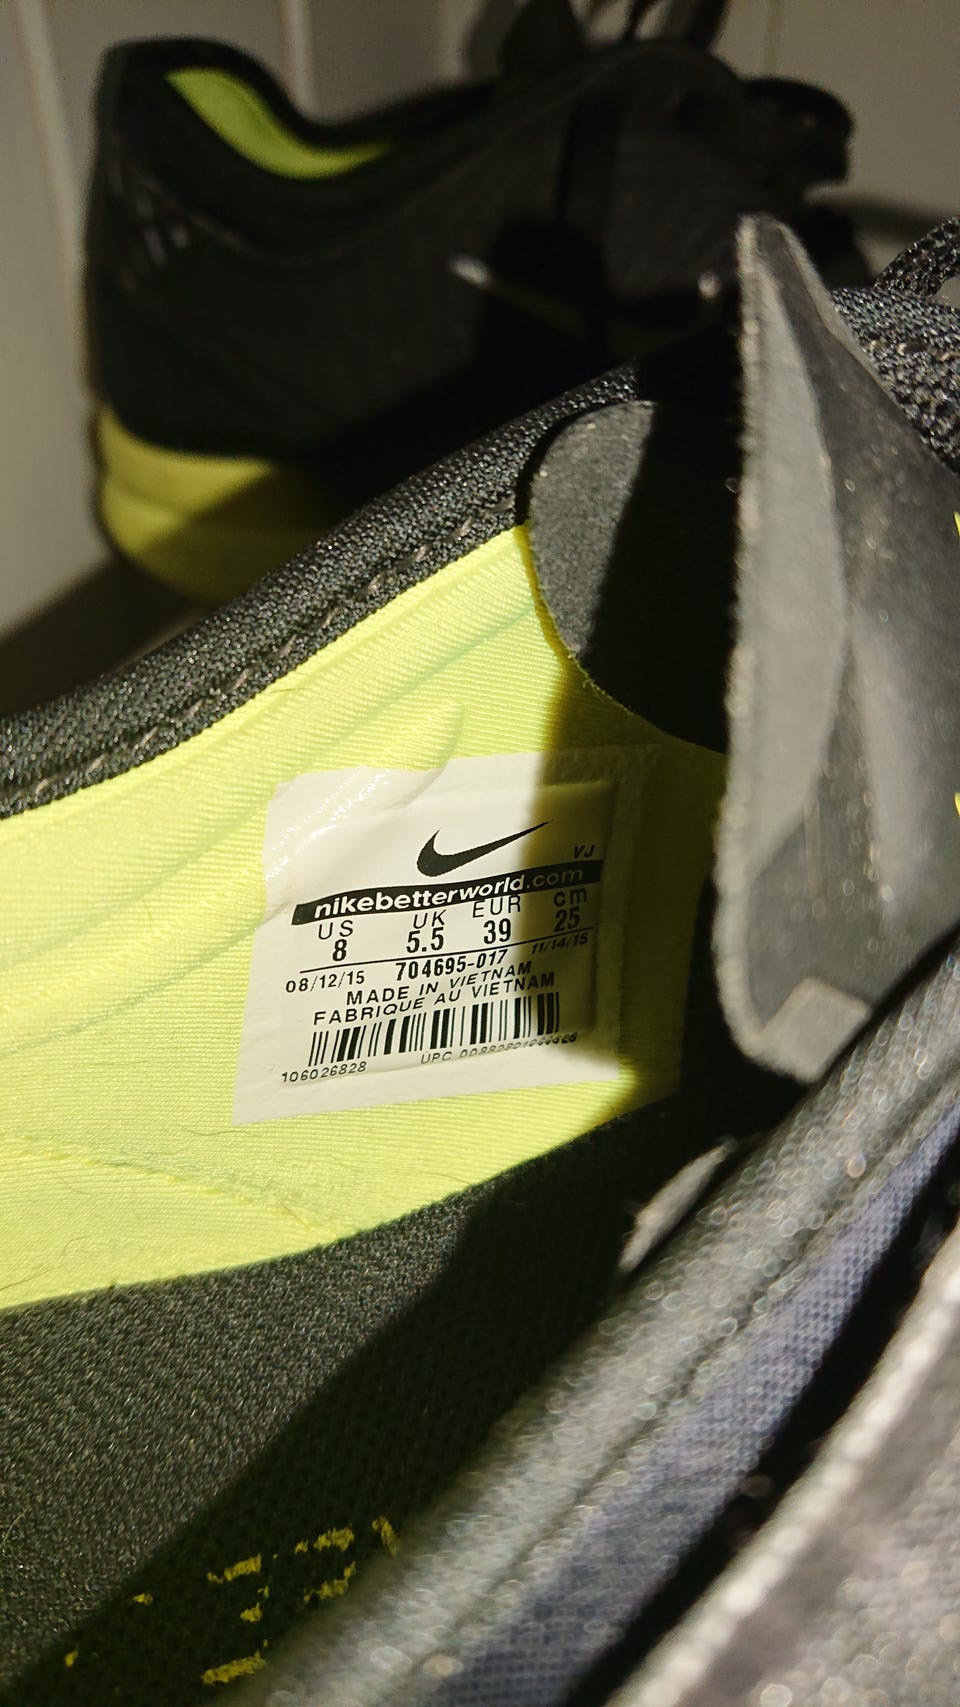 VJ
nikebetterworld.com
US UK EUR cm
8 5.5 39 25
08/12/15 704695-017 11/14/15
MADE IN VIETNAM
FABRIQUE AU VIETNAM
106026828 UPC